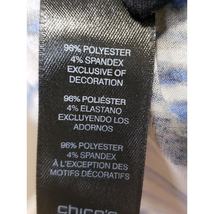 96% POLYESTER
4% SPANDEX
EXCLUSIVE OF
DECORATION
96% POLIÉSTER
4% ELASTANO
EXCLUYENDO LOS
ADORNOS
96% POLYESTER
4% SPANDEX
À L'EXCEPTION DES
MOTIFS DÉCORATIFS
chico's